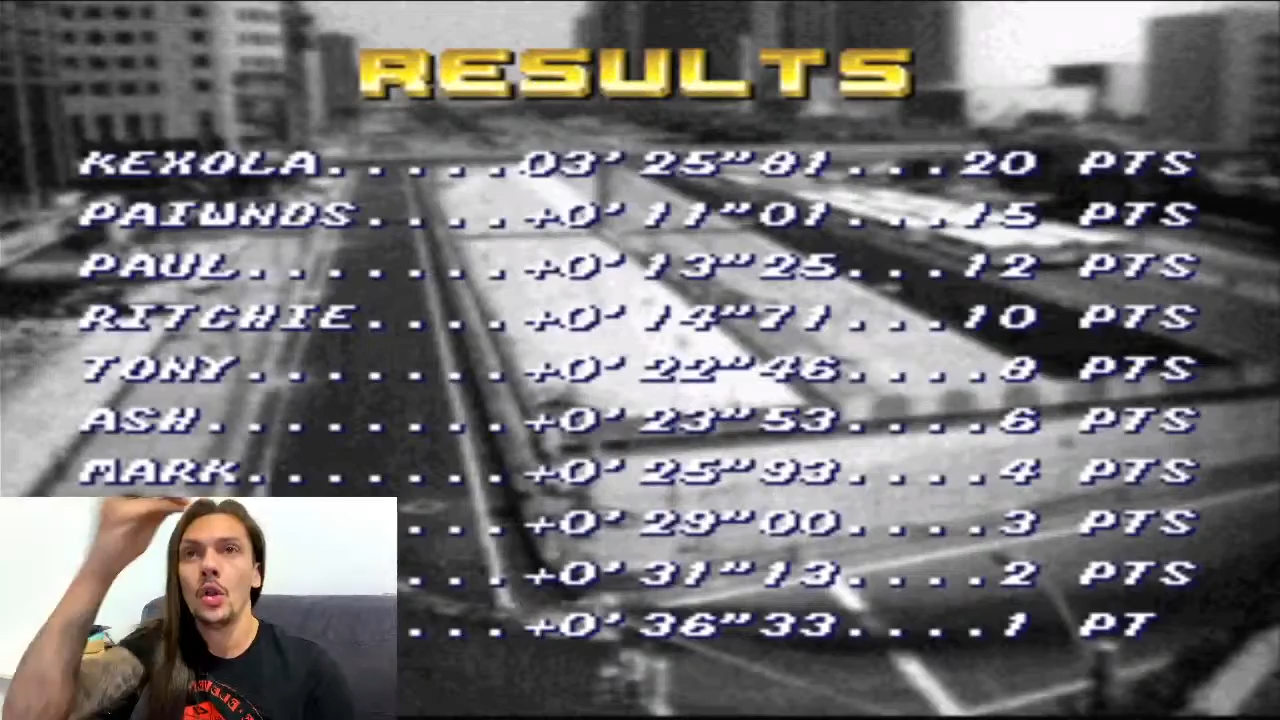 RESULTS
KEXOLA.....03'25"81...20 PTS
PAIWNDS....+0'11"01...15 PTS
PAUL.......+0'13"25...12 PTS
RITCHIE....+0'14"71...10 PTS
TONY.......+0'22"46....8 PTS
ASH........+0'23"53....6 PTS
MARK.......+0'25"93....4 PTS
...+0'29"00....3 PTS
...+0'31"13....2 PTS
...+0'36"33....1 PT